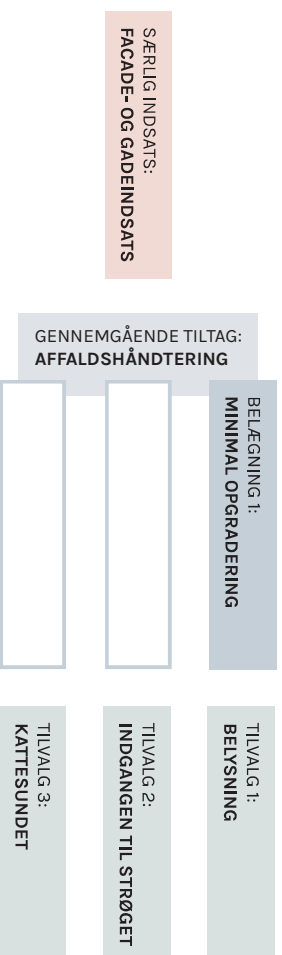 SÆRLIG INDSATS:
FACADE- OG GADEINDSATS
GENNEMGÅENDE TILTAG:
AFFALDSHÅNDTERING
BELÆGNING 1:
MINIMAL OPGRADERING
TILVALG 1:
BELYSNING
TILVALG 2:
INDGANGEN TIL STRØGET
TILVALG 3:
KATTESUNDET